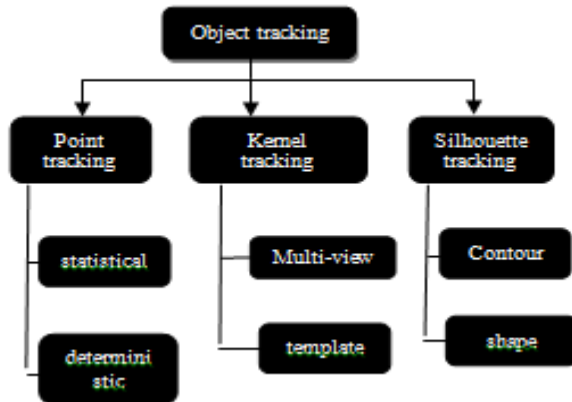 Object tracking
Point
tracking
Kernel
tracking
Silhouette
tracking
statistical
Multi-view
Contour
determini
stic
template
shape